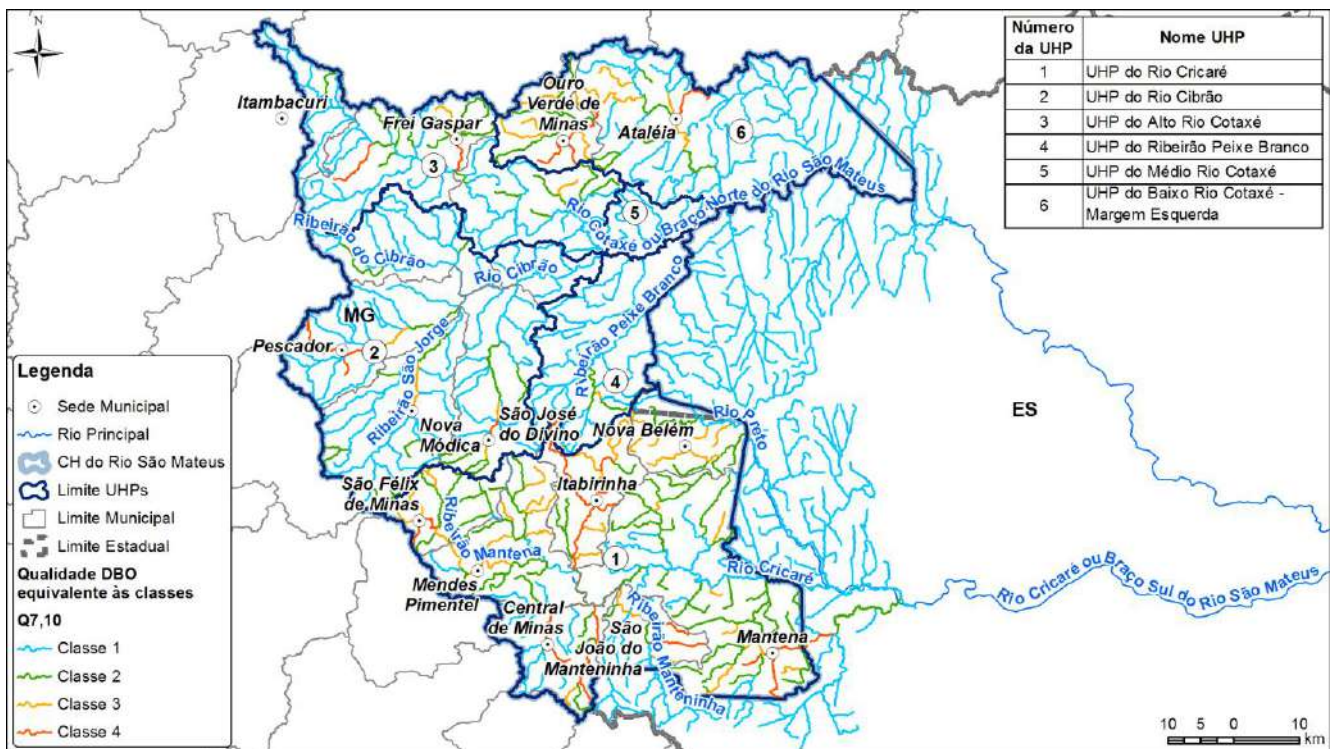 N
Número da UHP
Nome UHP
1
UHP do Rio Cricaré
2
UHP do Rio Cibrão
3
UHP do Alto Rio Cotaxé
4
UHP do Ribeirão Peixe Branco
5
UHP do Médio Rio Cotaxé
6
UHP do Baixo Rio Cotaxé -
Margem Esquerda
Itambacuri
Frei Gaspar
Ouro
Verde de
Minas
Ataléia
6
3
5
Rio Cotaxé ou Braço Norte do Rio São Mateus
Ribeirão do Cibrão
Rio Cibrão
Ribeirão Peixe Branco
MG
Pescador
2
Ribeirão São Jorge
4
Nova
Módica
São José
do Divino
Nova Belém
Rio Preto
ES
São Félix
de Minas
Itabirinha
Ribeirão Mantena
1
Mendes
Pimentel
Rio Cricaré
Rio Cricaré ou Braço Sul do Rio São Mateus
Central
de Minas
São
João do
Manteninha
Ribeirão Manteninha
Mantena
Legenda
Sede Municipal
Rio Principal
CH do Rio São Mateus
Limite UHPs
Limite Municipal
Limite Estadual
Qualidade DBO
equivalente às classes
Q7,10
Classe 1
Classe 2
Classe 3
Classe 4
10 5 0 10
km